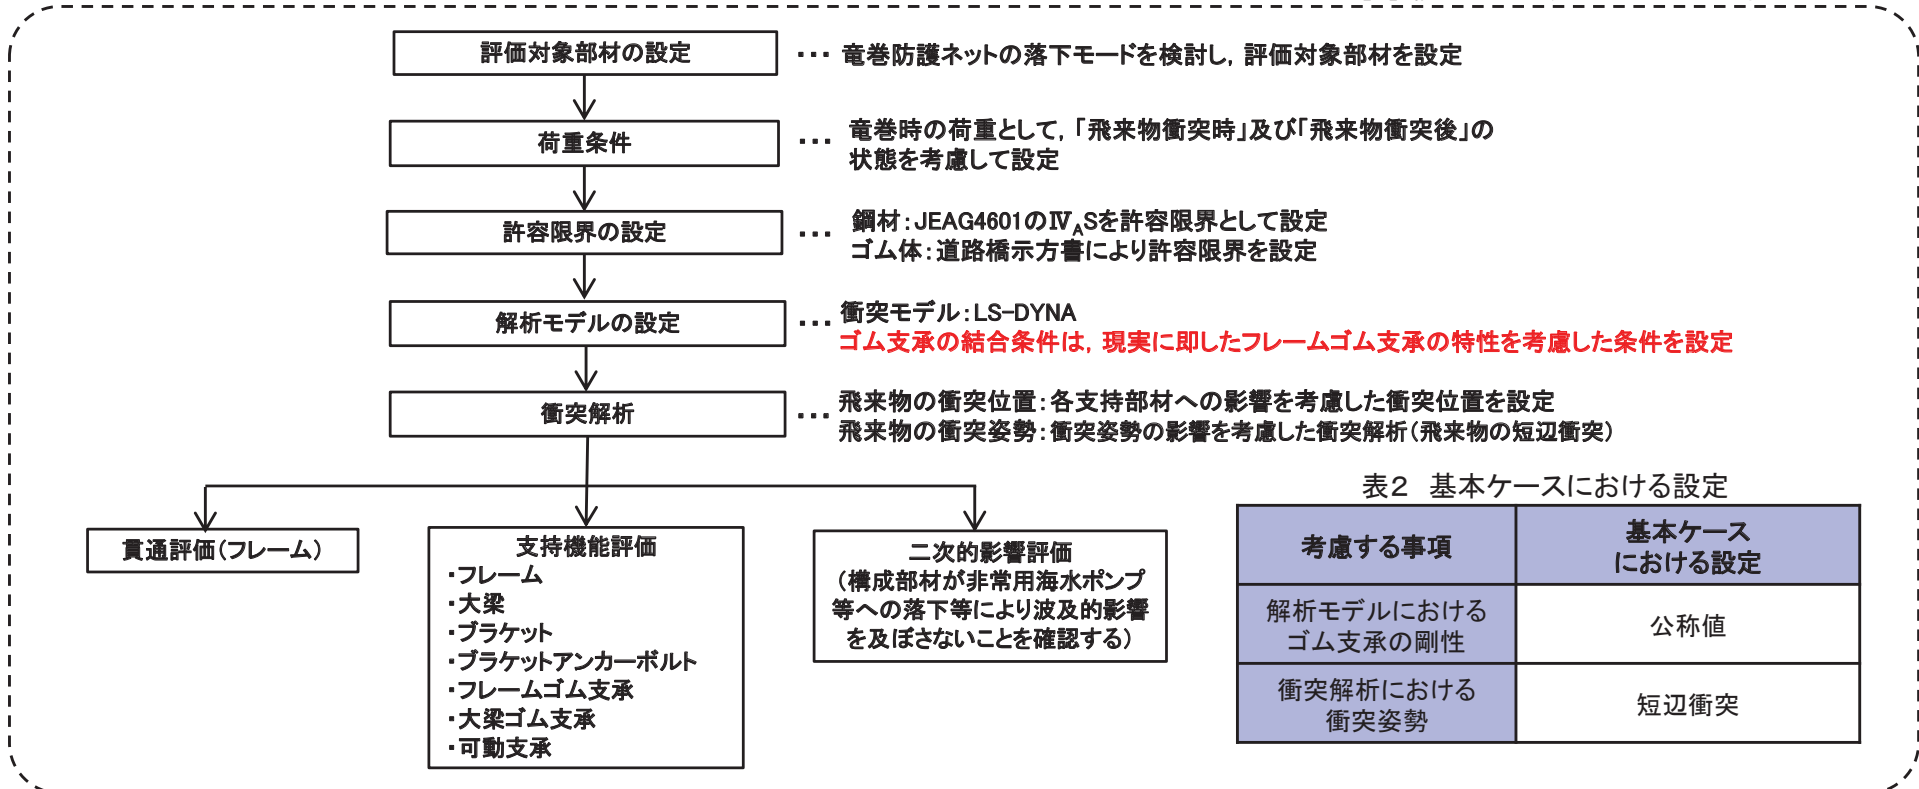 評価対象部材の設定
… 竜巻防護ネットの落下モードを検討し，評価対象部材を設定
荷重条件
… 竜巻時の荷重として，「飛来物衝突時」及び「飛来物衝突後」の
状態を考慮して設定
許容限界の設定
… 鋼材：JEAG4601のⅣASを許容限界として設定
ゴム体：道路橋示方書により許容限界を設定
解析モデルの設定
… 衝突モデル：LS-DYNA
ゴム支承の結合条件は，現実に即したフレームゴム支承の特性を考慮した条件を設定
衝突解析
… 飛来物の衝突位置：各支持部材への影響を考慮した衝突位置を設定
飛来物の衝突姿勢：衝突姿勢の影響を考慮した衝突解析（飛来物の短辺衝突）
貫通評価（フレーム）
支持機能評価
・フレーム
・大梁
・ブラケット
・ブラケットアンカーボルト
・フレームゴム支承
・大梁ゴム支承
・可動支承
二次的影響評価
（構成部材が非常用海水ポンプ
等への落下等により波及的影響
を及ぼさないことを確認する）
表２　基本ケースにおける設定
考慮する事項
基本ケース
における設定
解析モデルにおける
ゴム支承の剛性
公称値
衝突解析における
衝突姿勢
短辺衝突